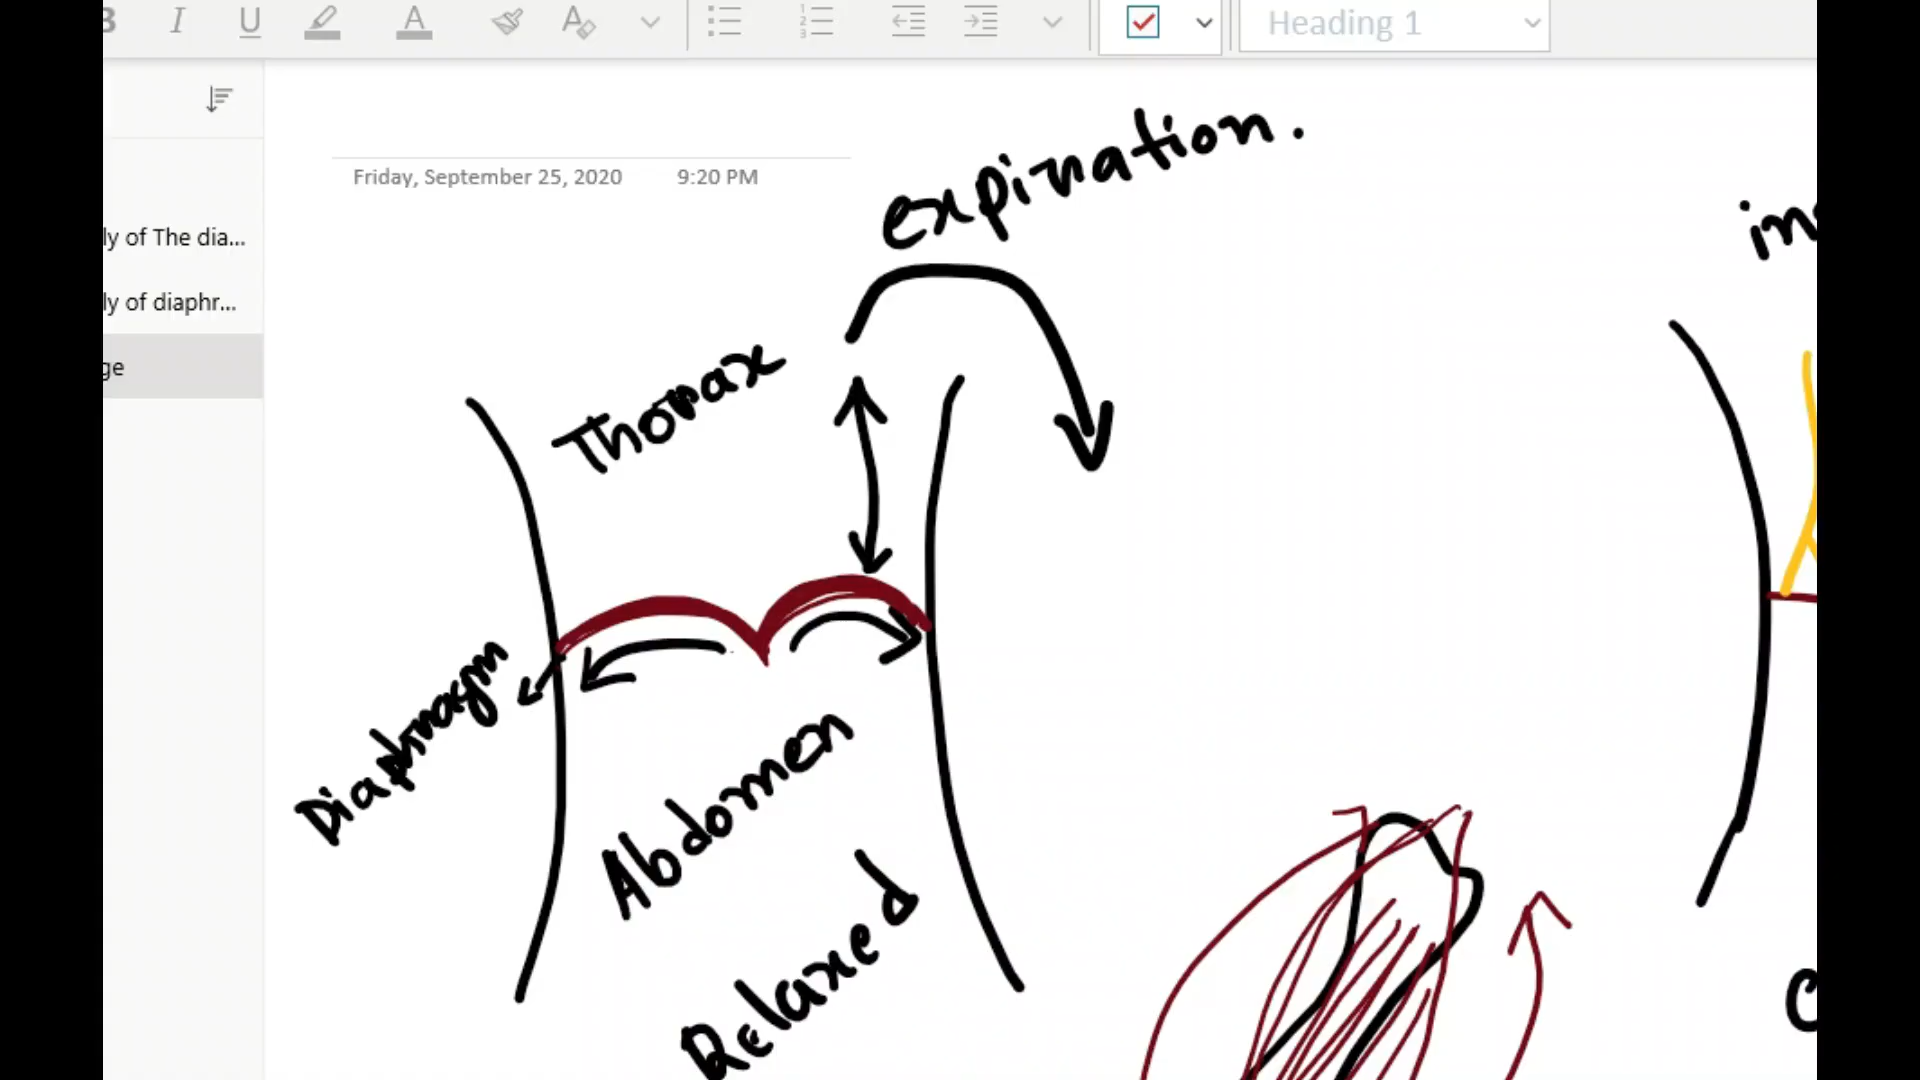 B I U A A
Heading 1
Friday, September 25, 2020 9:20 PM
expiration.
ly of The dia...
ly of diaphr...
ge
Thorax
Diaphragm
Abdomen
Relaxed